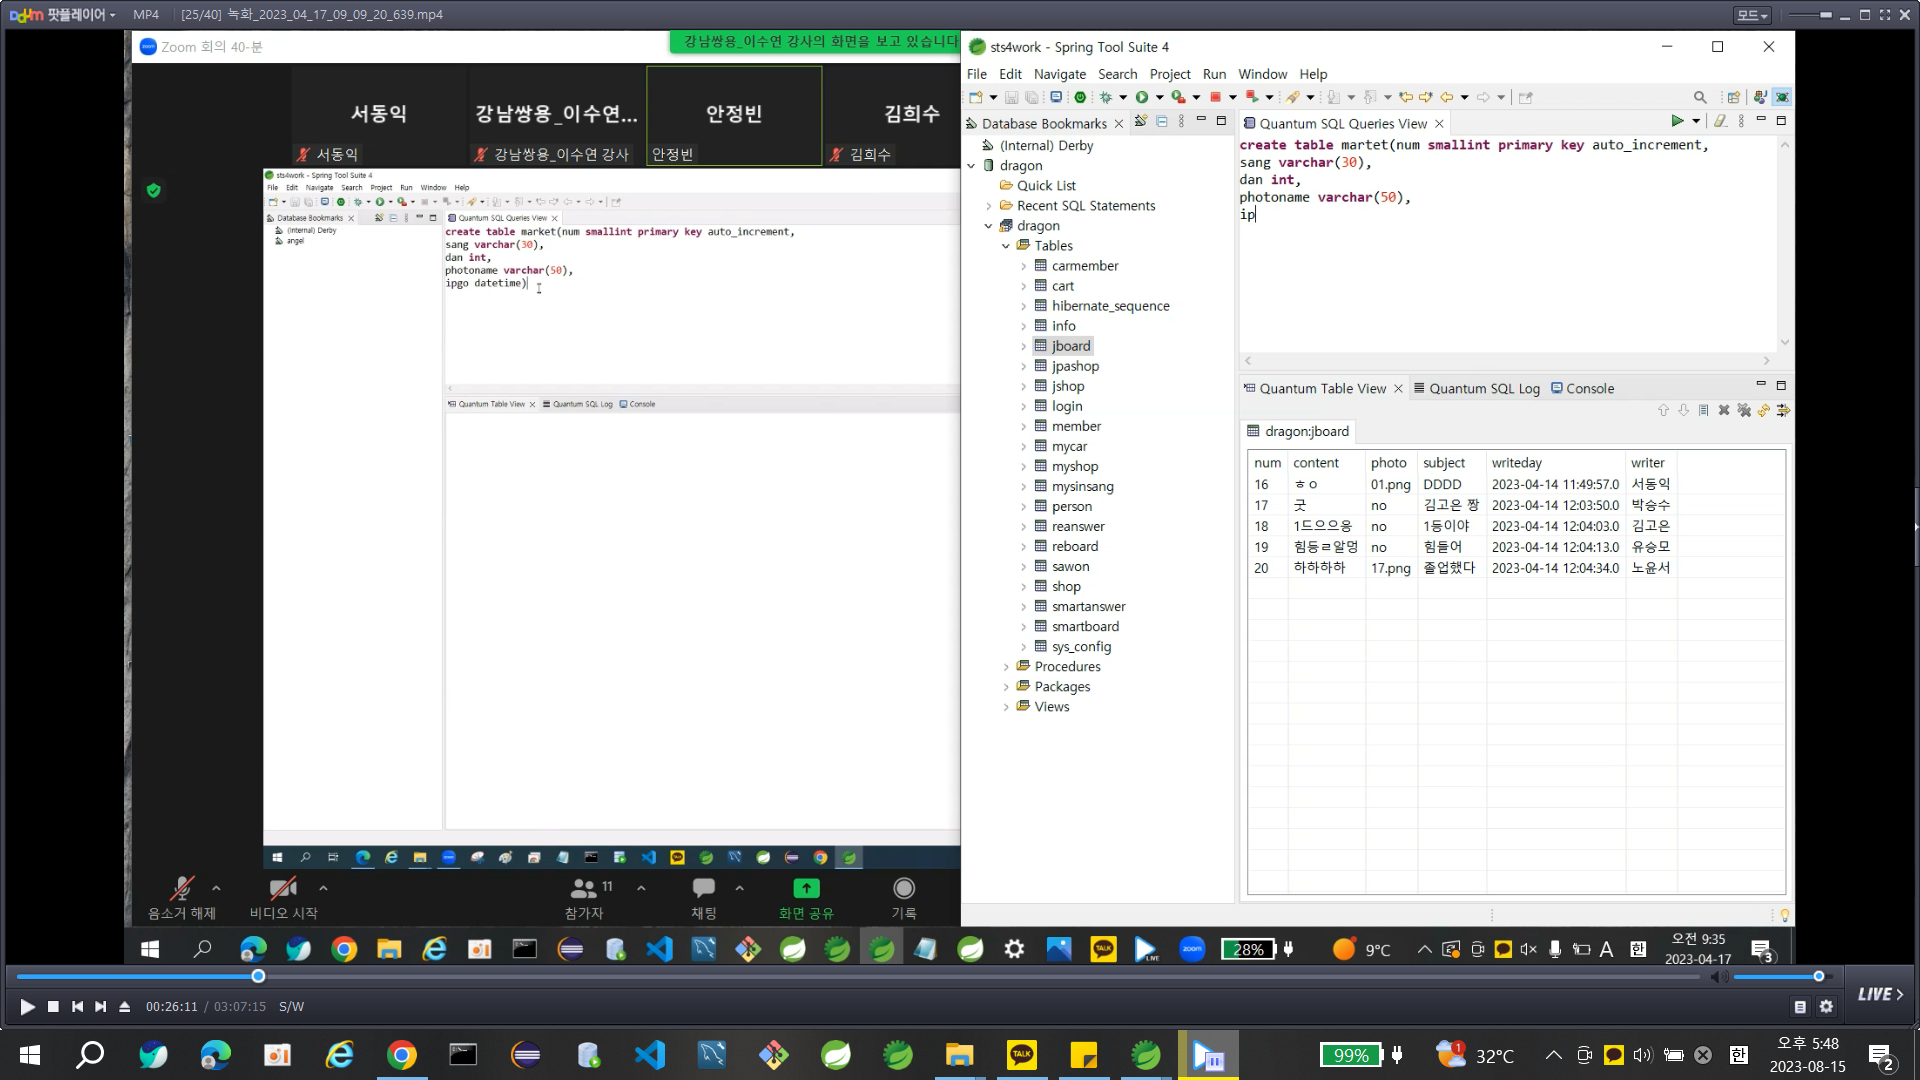 팟플레이어 MP4 [25/40] 녹화_2023_04_17_09_09_20_639.mp4 모드
zoom Zoom 회의 40-분
강남쌍용_이수연 강사의 화면을 보고 있습니다
서동익 강남쌍용_이수연... 안정빈 김희수
서동익 강남쌍용_이수연 강사 안정빈 김희수
sts4work - Spring Tool Suite 4
File Edit Navigate Search Project Run Window Help
Database Bookmarks Quantum SQL Queries View
(Internal) Derby
angel
create table market(num smallint primary key auto_increment,
sang varchar(30),
dan int,
photoname varchar(50),
ipgo datetime)
Quantum Table View Quantum SQL Log Console
음소거 해제 비디오 시작 11 참가자 채팅 화면 공유 기록
sts4work - Spring Tool Suite 4
File Edit Navigate Search Project Run Window Help
Database Bookmarks
(Internal) Derby
dragon
Quick List
Recent SQL Statements
dragon
Tables
carmember
cart
hibernate_sequence
info
jboard
jpashop
jshop
login
member
mycar
myshop
mysinsang
person
reanswer
reboard
sawon
shop
smartanswer
smartboard
sys_config
Procedures
Packages
Views
Quantum SQL Queries View
create table martet(num smallint primary key auto_increment,
sang varchar(30),
dan int,
photoname varchar(50),
ip
Quantum Table View Quantum SQL Log Console
dragon:jboard
num content photo subject writeday writer
16 ㅎㅇ 01.png DDDD 2023-04-14 11:49:57.0 서동익
17 굿 no 김고은 짱 2023-04-14 12:03:50.0 박승수
18 1드으으응 no 1등이야 2023-04-14 12:04:03.0 김고은
19 힘등ㄹ알멍 no 힘들어 2023-04-14 12:04:13.0 유승모
20 하하하하 17.png 졸업했다 2023-04-14 12:04:34.0 노윤서
TALK LIVE zoom 28% 9°C A 한 오전 9:35
2023-04-17 3
00:26:11 / 03:07:15 S/W LIVE
TALK 99% 1 32°C 한 오후 5:48
2023-08-15 2